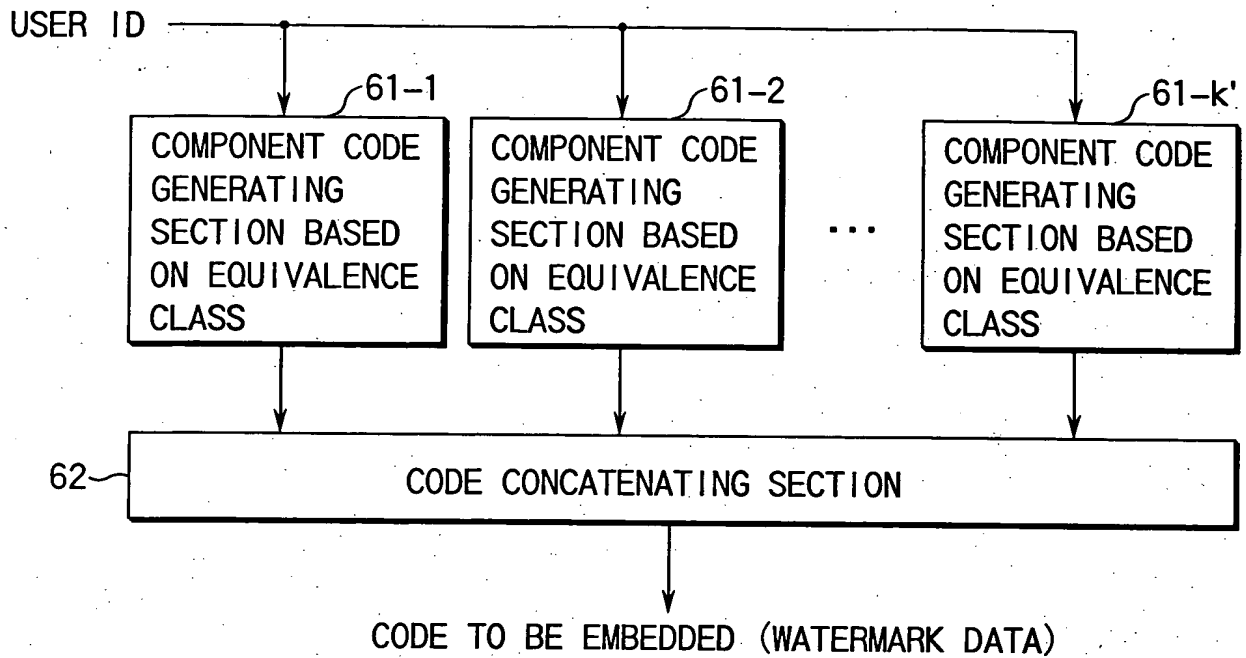 USER ID
61-1
61-2
61-k'
COMPONENT CODE
GENERATING
SECTION BASED
ON EQUIVALENCE
CLASS
COMPONENT CODE
GENERATING
SECTION BASED
ON EQUIVALENCE
CLASS
...
COMPONENT CODE
GENERATING
SECTION BASED
ON EQUIVALENCE
CLASS
62
CODE CONCATENATING SECTION
CODE TO BE EMBEDDED (WATERMARK DATA)